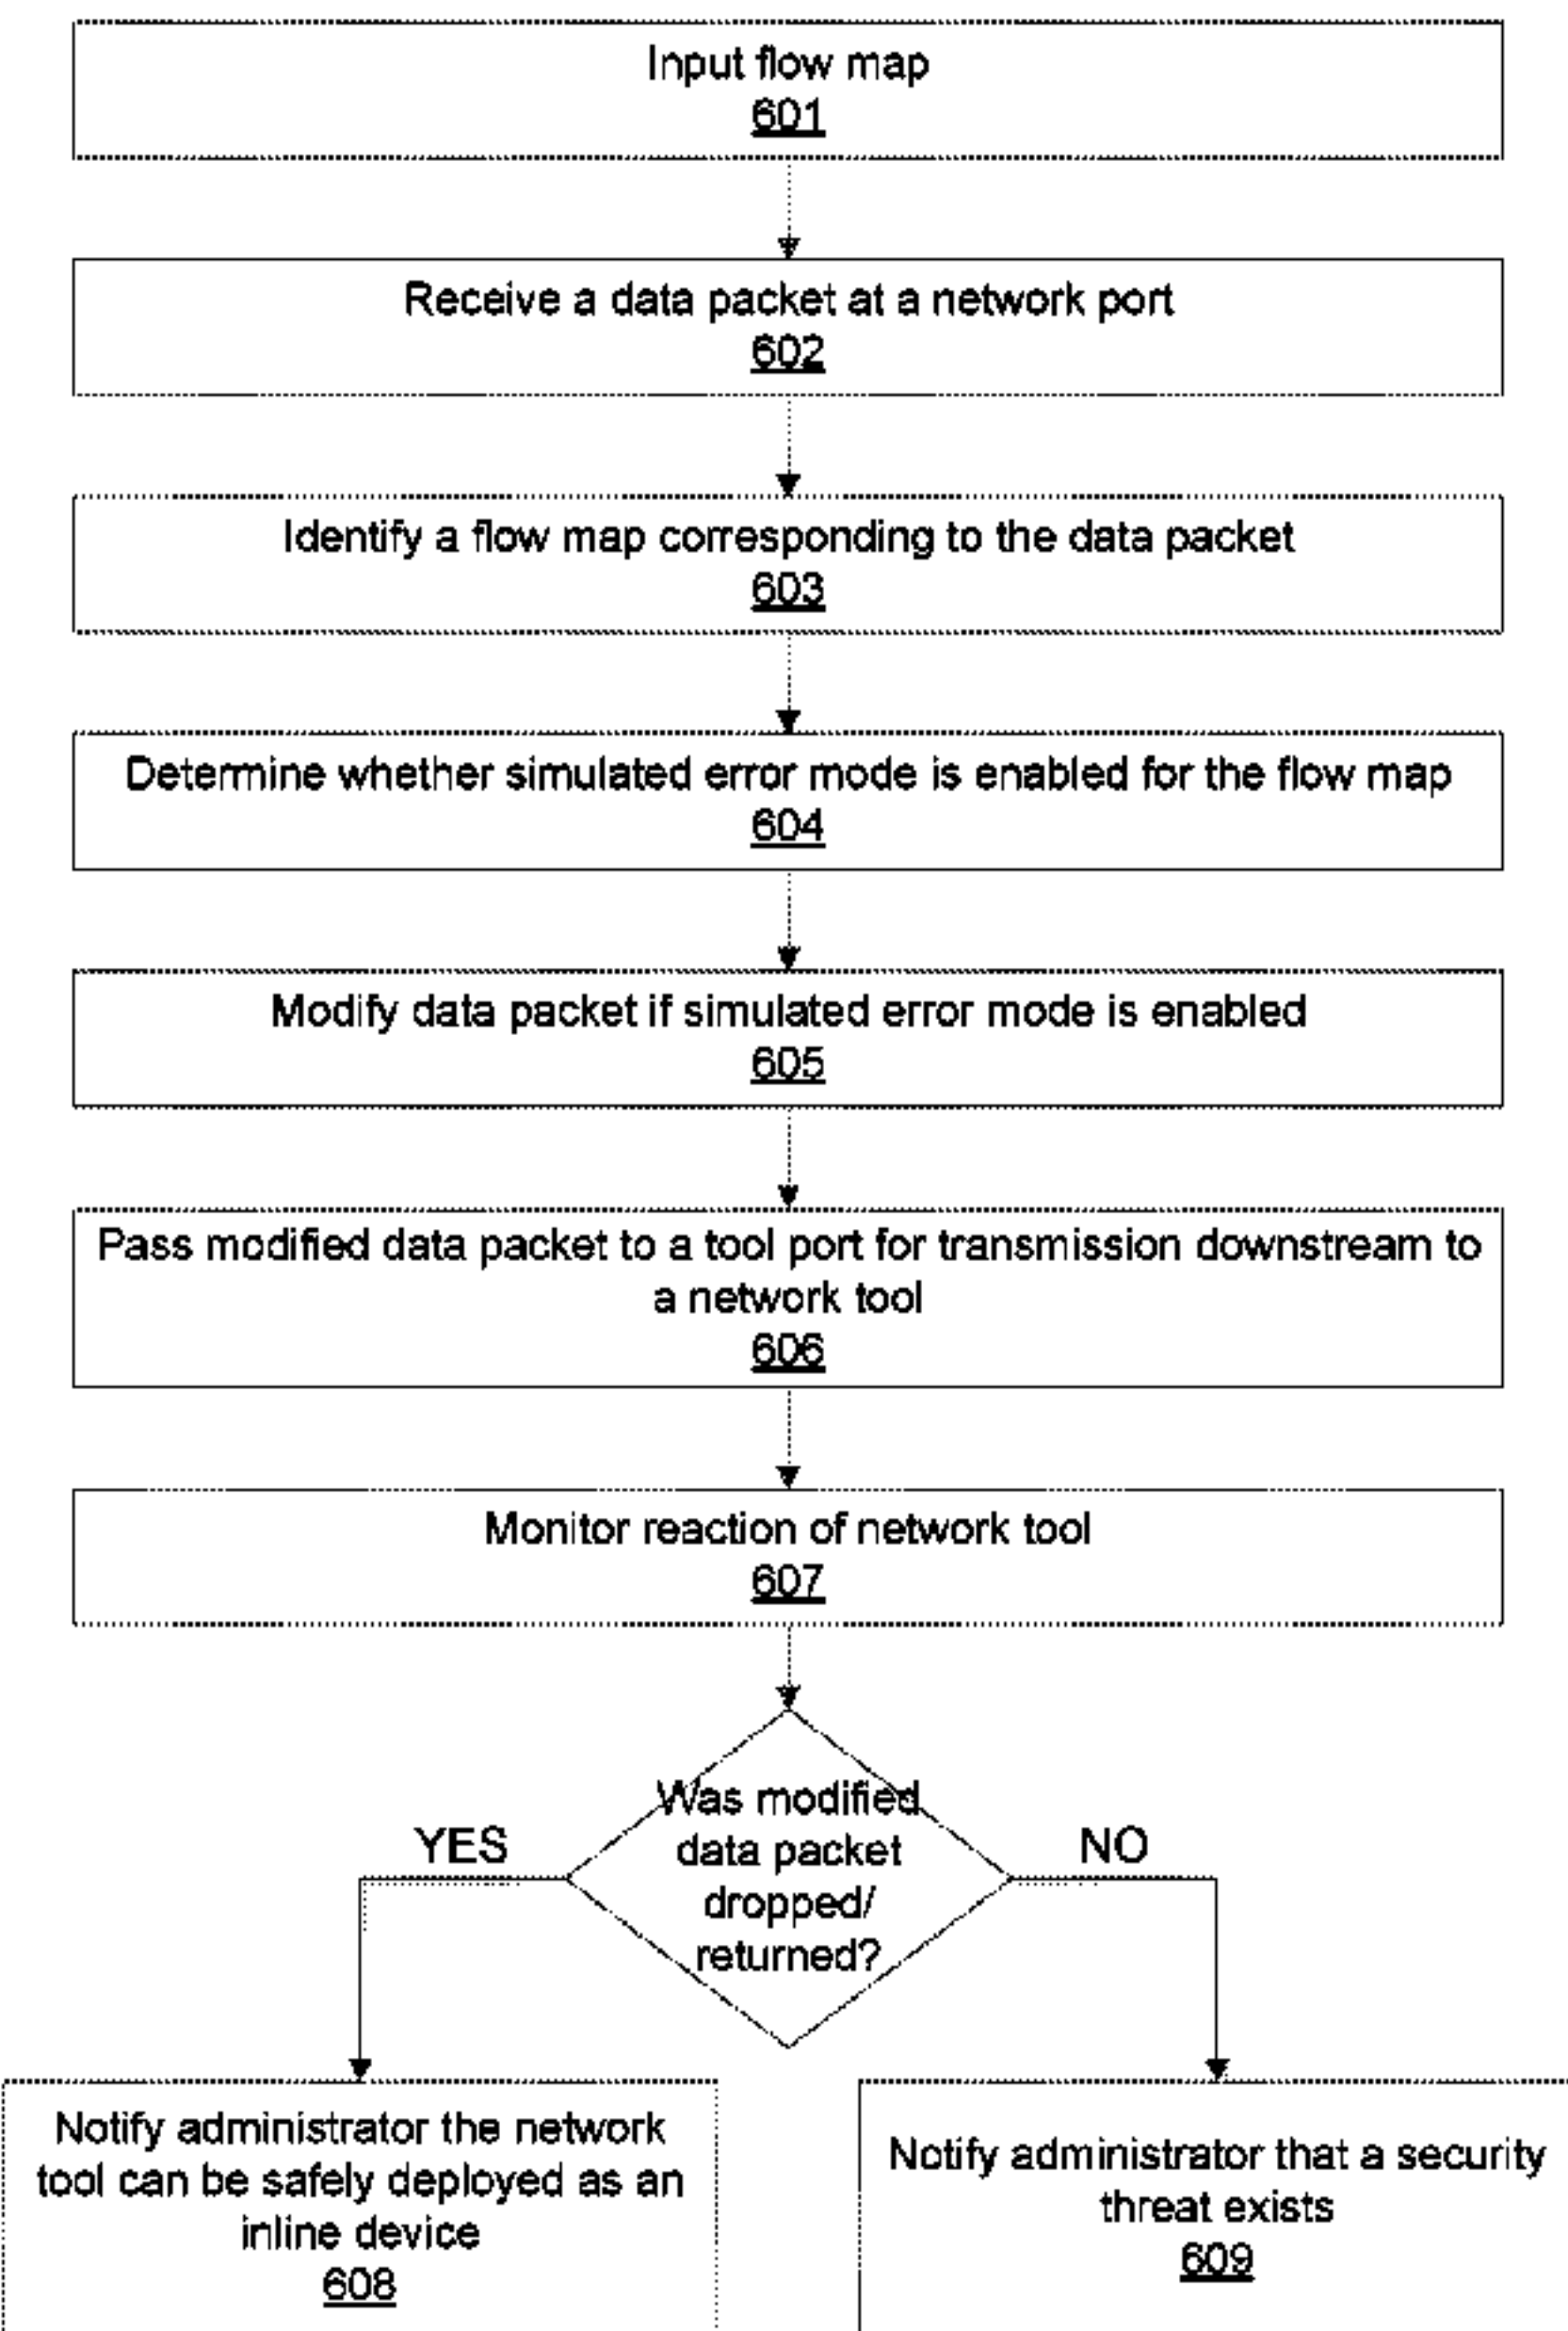 Input flow map
601
Receive a data packet at a network port
602
Identify a flow map corresponding to the data packet
603
Determine whether simulated error mode is enabled for the flow map
604
Modify data packet if simulated error mode is enabled
605
Pass modified data packet to a tool port for transmission downstream to
a network tool
606
Monitor reaction of network tool
607
Was modified
data packet
dropped/
returned?
YES
NO
Notify administrator the network
tool can be safely deployed as an
inline device
608
Notify administrator that a security
threat exists
609